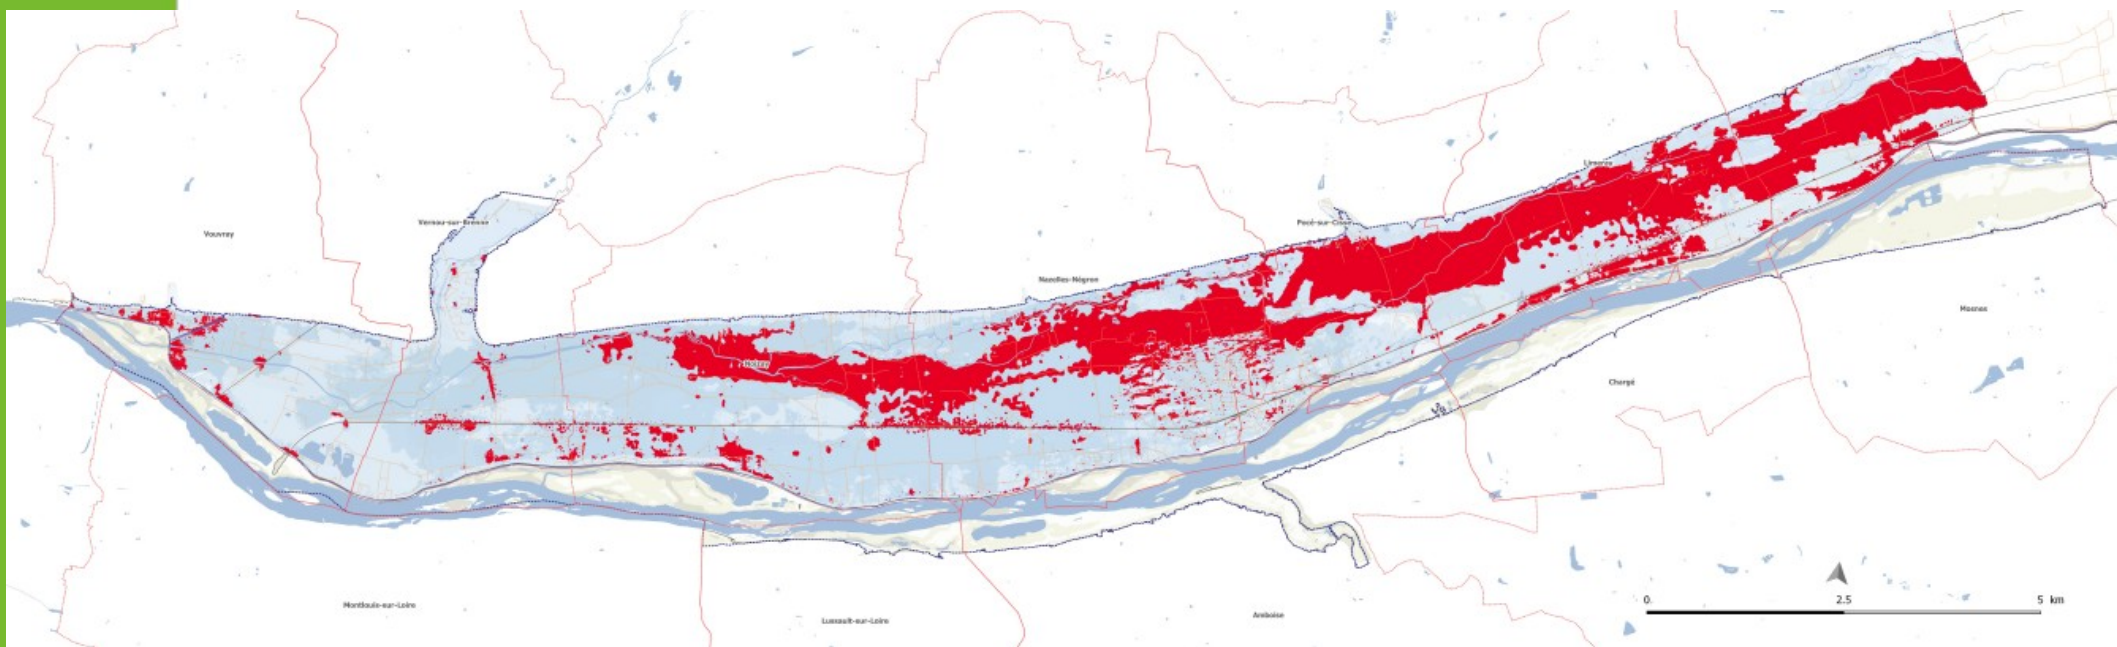 Limeray
Vouvray
Vernou-sur-Brenne
Pocé-sur-Cisse
Nazelles-Négron
Mosnes
Noizay
Chargé
0
2.5
5 km
Montlouis-sur-Loire
Lussault-sur-Loire
Amboise